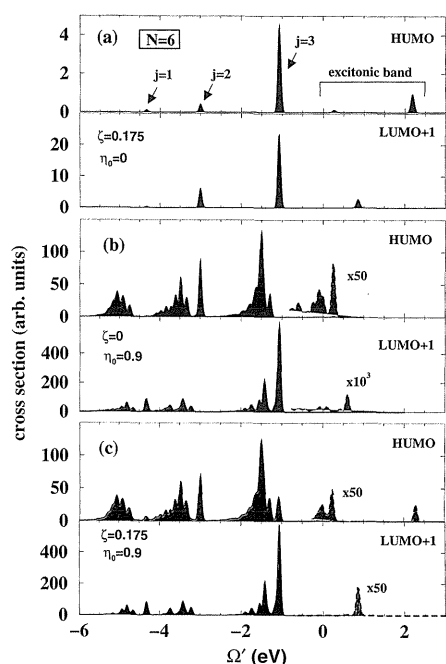 (a) N=6 HUMO
j=1 j=2 j=3
excitonic band
4
2
0
LUMO+1
ζ=0.175
η₀=0
20
10
0
(b) HUMO
x50
100
50
0
LUMO+1
ζ=0
η₀=0.9
x10³
400
200
0
(c) HUMO
x50
100
50
0
LUMO+1
ζ=0.175
η₀=0.9
x50
400
200
0
cross section (arb. units)
−6 −4 −2 0 2
Ω′ (eV)